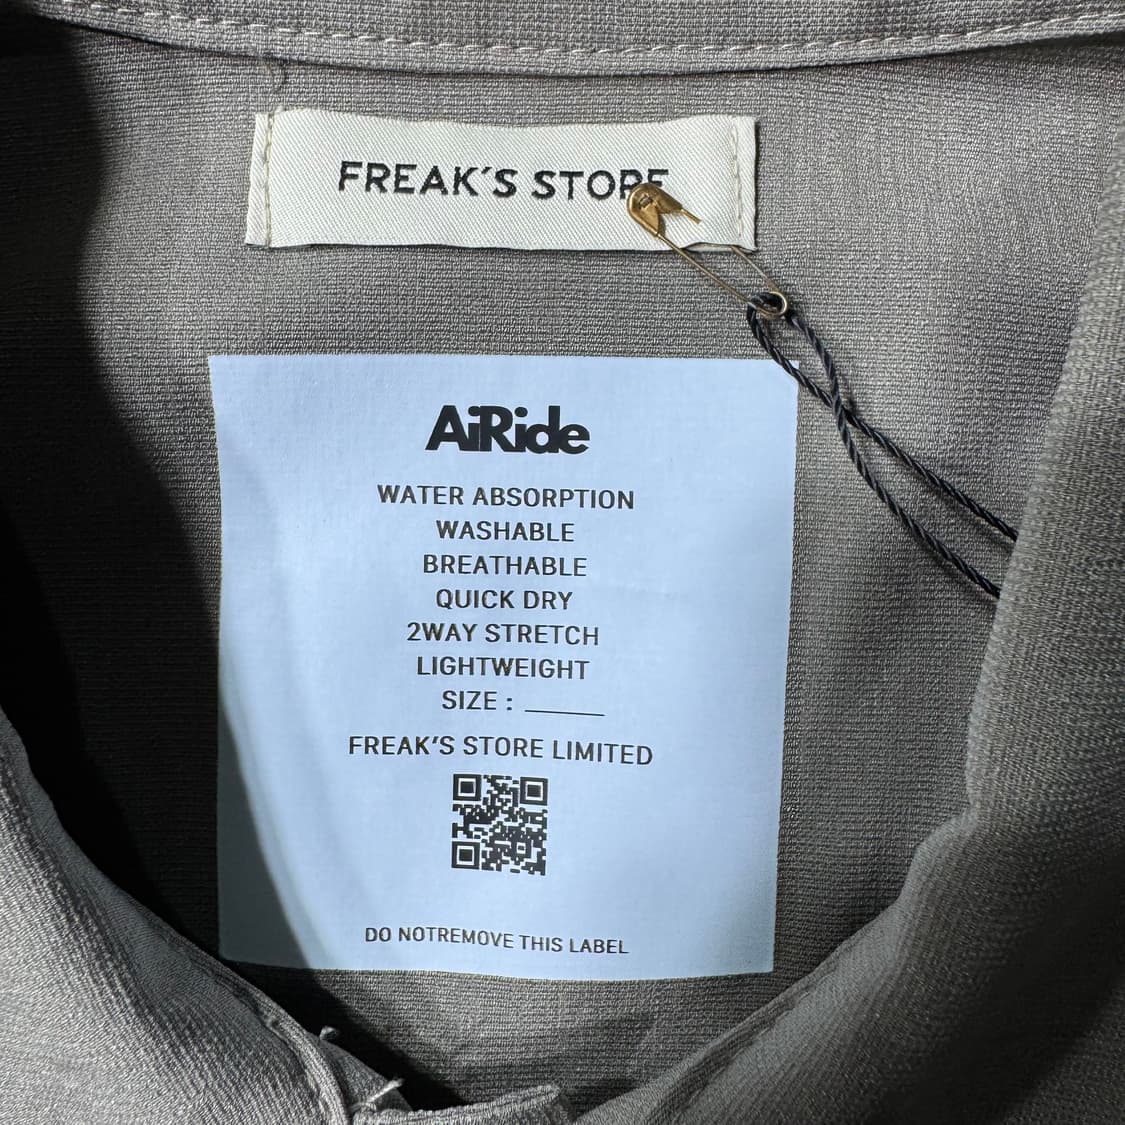 FREAK'S STORE
AiRide
WATER ABSORPTION
WASHABLE
BREATHABLE
QUICK DRY
2WAY STRETCH
LIGHTWEIGHT
SIZE : ______
FREAK'S STORE LIMITED
DO NOTREMOVE THIS LABEL